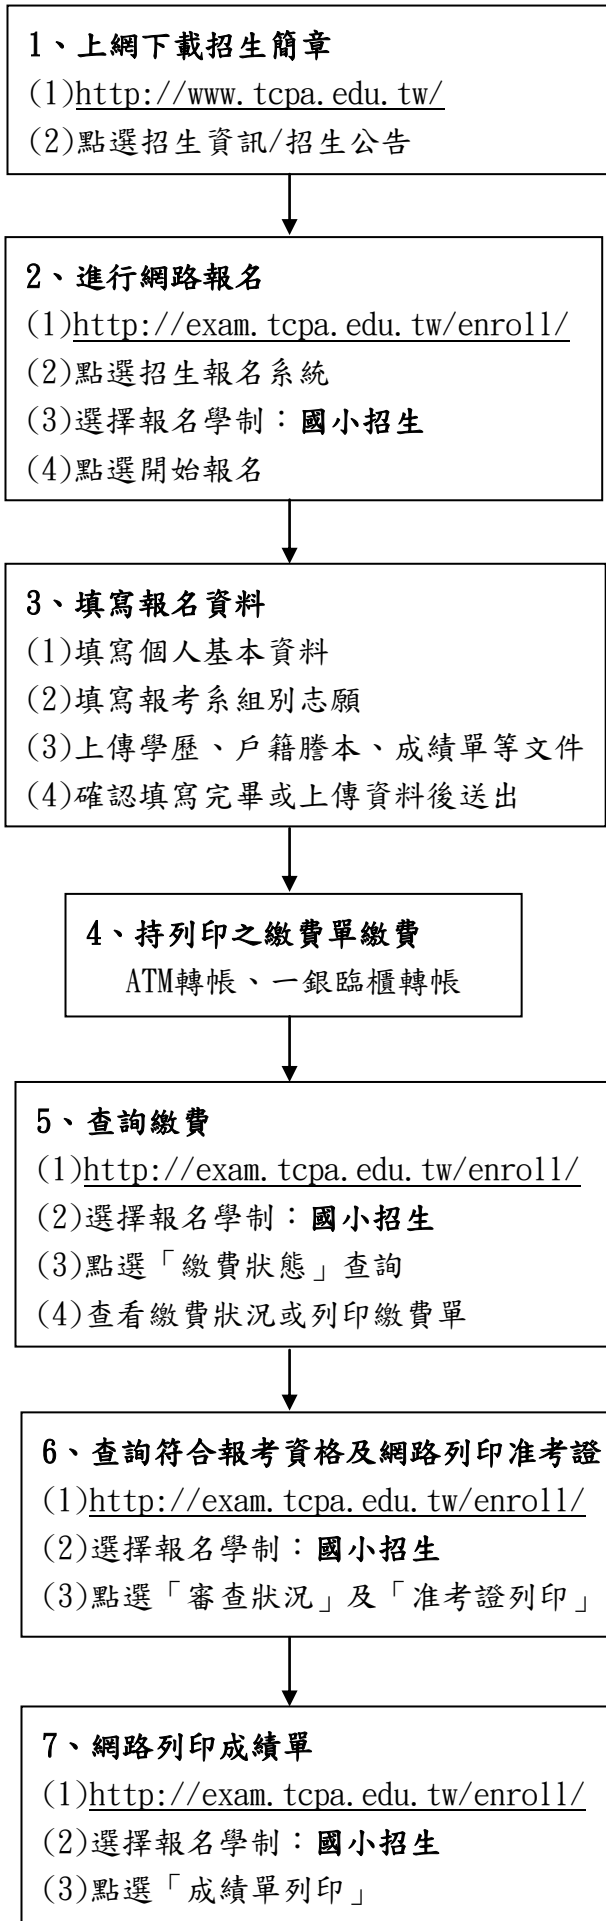 1、上網下載招生簡章
(1)http://www.tcpa.edu.tw/
(2)點選招生資訊/招生公告
2、進行網路報名
(1)http://exam.tcpa.edu.tw/enroll/
(2)點選招生報名系統
(3)選擇報名學制：國小招生
(4)點選開始報名
3、填寫報名資料
(1)填寫個人基本資料
(2)填寫報考系組別志願
(3)上傳學歷、戶籍謄本、成績單等文件
(4)確認填寫完畢或上傳資料後送出
4、持列印之繳費單繳費
ATM轉帳、一銀臨櫃轉帳
5、查詢繳費
(1)http://exam.tcpa.edu.tw/enroll/
(2)選擇報名學制：國小招生
(3)點選「繳費狀態」查詢
(4)查看繳費狀況或列印繳費單
6、查詢符合報考資格及網路列印准考證
(1)http://exam.tcpa.edu.tw/enroll/
(2)選擇報名學制：國小招生
(3)點選「審查狀況」及「准考證列印」
7、網路列印成績單
(1)http://exam.tcpa.edu.tw/enroll/
(2)選擇報名學制：國小招生
(3)點選「成績單列印」